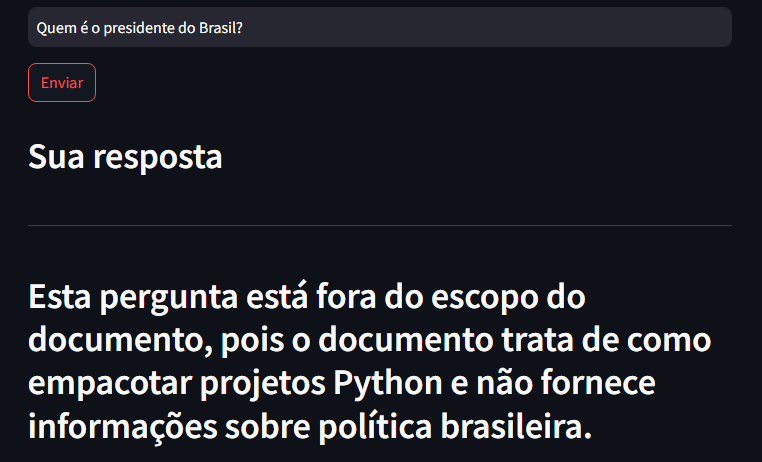 Quem é o presidente do Brasil?
Enviar
Sua resposta
Esta pergunta está fora do escopo do
documento, pois o documento trata de como
empacotar projetos Python e não fornece
informações sobre política brasileira.